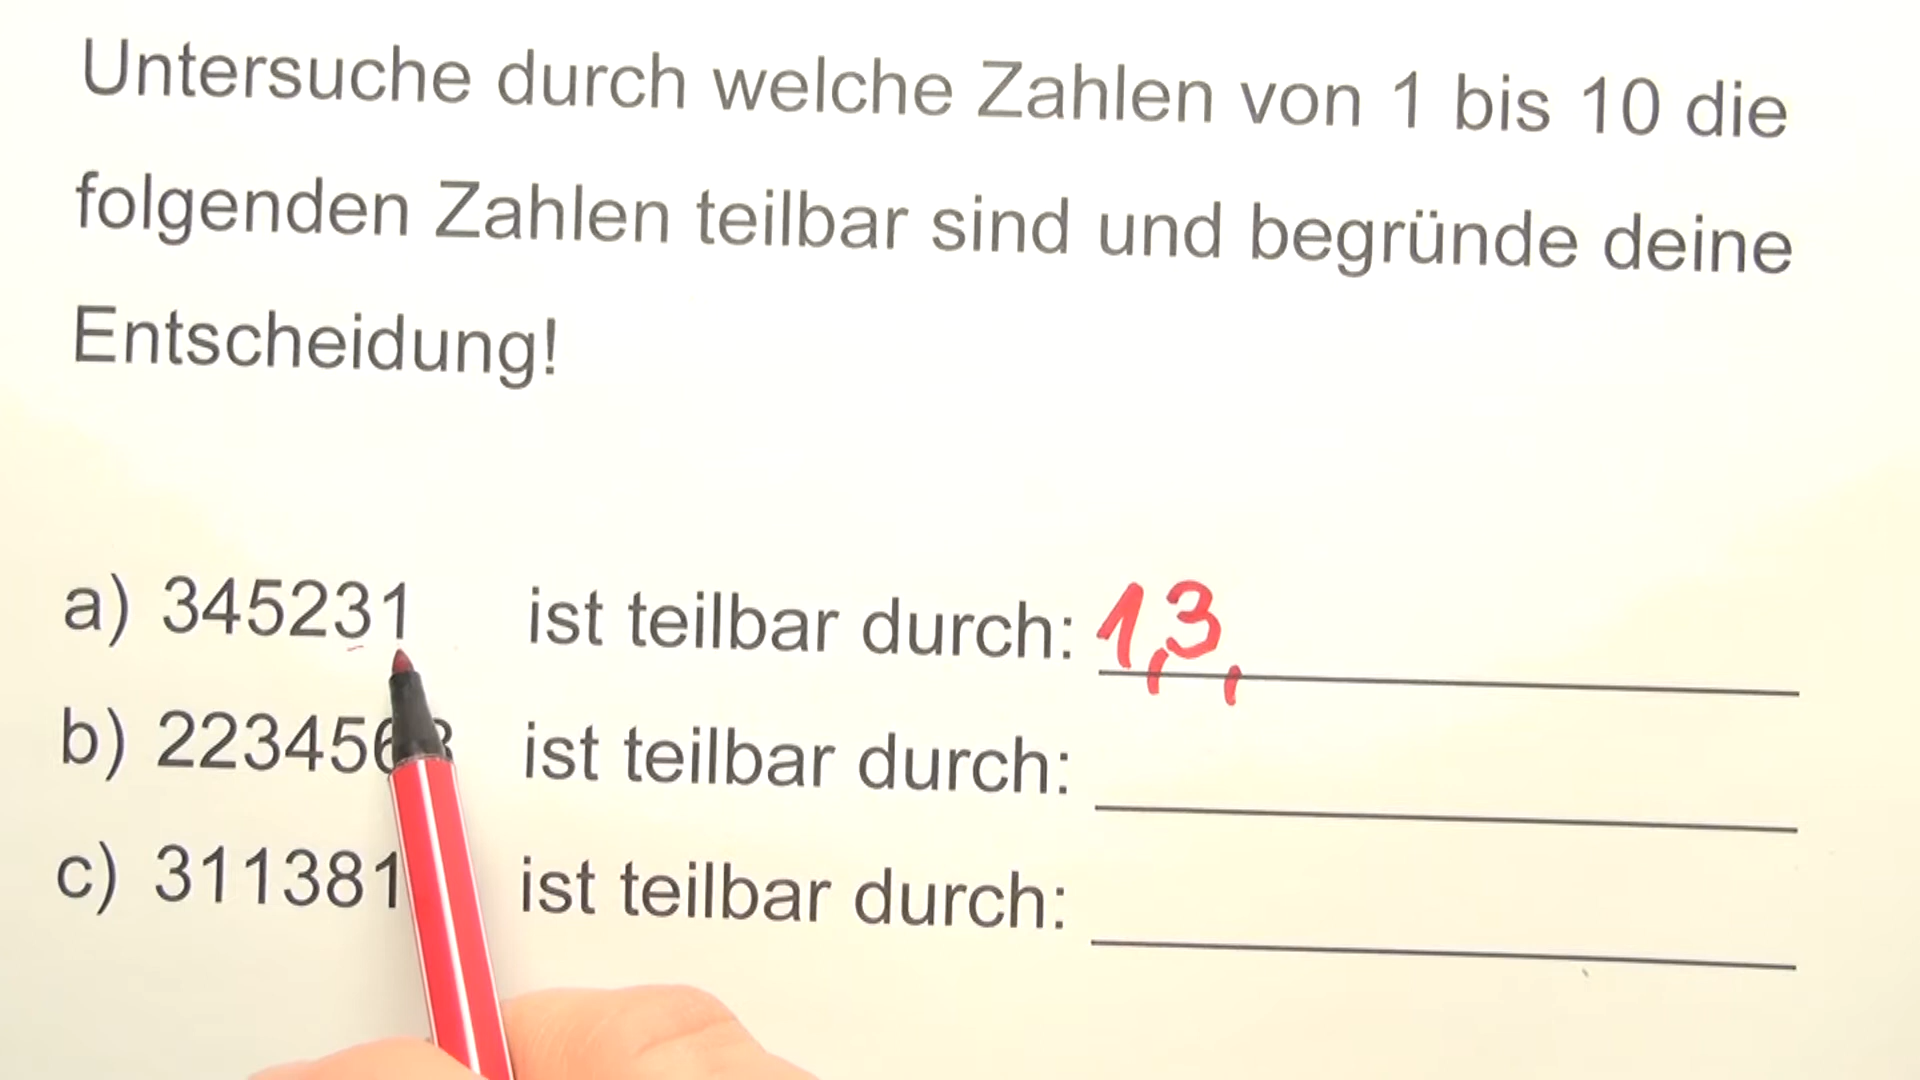 Untersuche durch welche Zahlen von 1 bis 10 die
folgenden Zahlen teilbar sind und begründe deine
Entscheidung!
a) 345231 ist teilbar durch: 1,3,
b) ist teilbar durch:
c) 311381 ist teilbar durch: